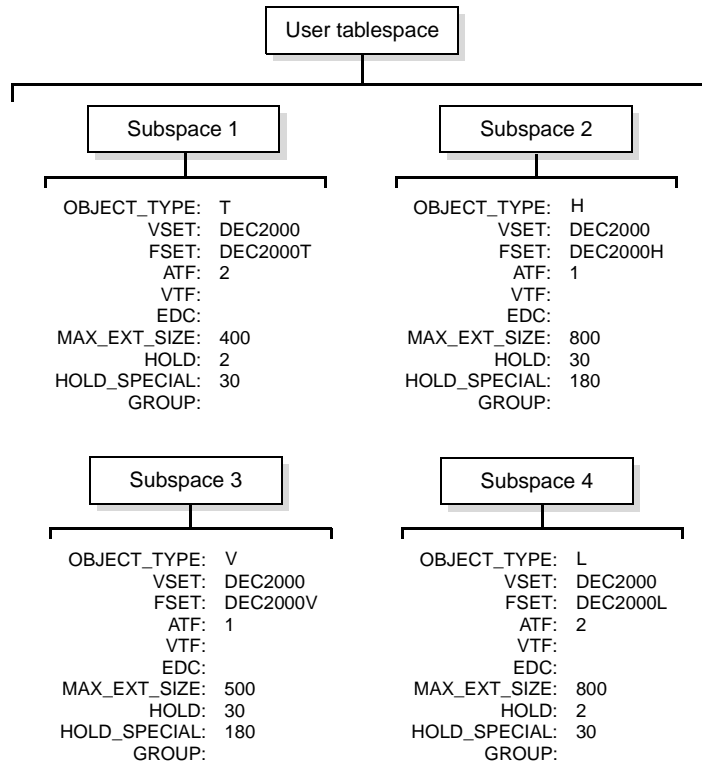 User tablespace
Subspace 1
OBJECT_TYPE: T
VSET: DEC2000
FSET: DEC2000T
ATF: 2
VTF:
EDC:
MAX_EXT_SIZE: 400
HOLD: 2
HOLD_SPECIAL: 30
GROUP:
Subspace 2
OBJECT_TYPE: H
VSET: DEC2000
FSET: DEC2000H
ATF: 1
VTF:
EDC:
MAX_EXT_SIZE: 800
HOLD: 30
HOLD_SPECIAL: 180
GROUP:
Subspace 3
OBJECT_TYPE: V
VSET: DEC2000
FSET: DEC2000V
ATF: 1
VTF:
EDC:
MAX_EXT_SIZE: 500
HOLD: 30
HOLD_SPECIAL: 180
GROUP:
Subspace 4
OBJECT_TYPE: L
VSET: DEC2000
FSET: DEC2000L
ATF: 2
VTF:
EDC:
MAX_EXT_SIZE: 800
HOLD: 2
HOLD_SPECIAL: 30
GROUP: